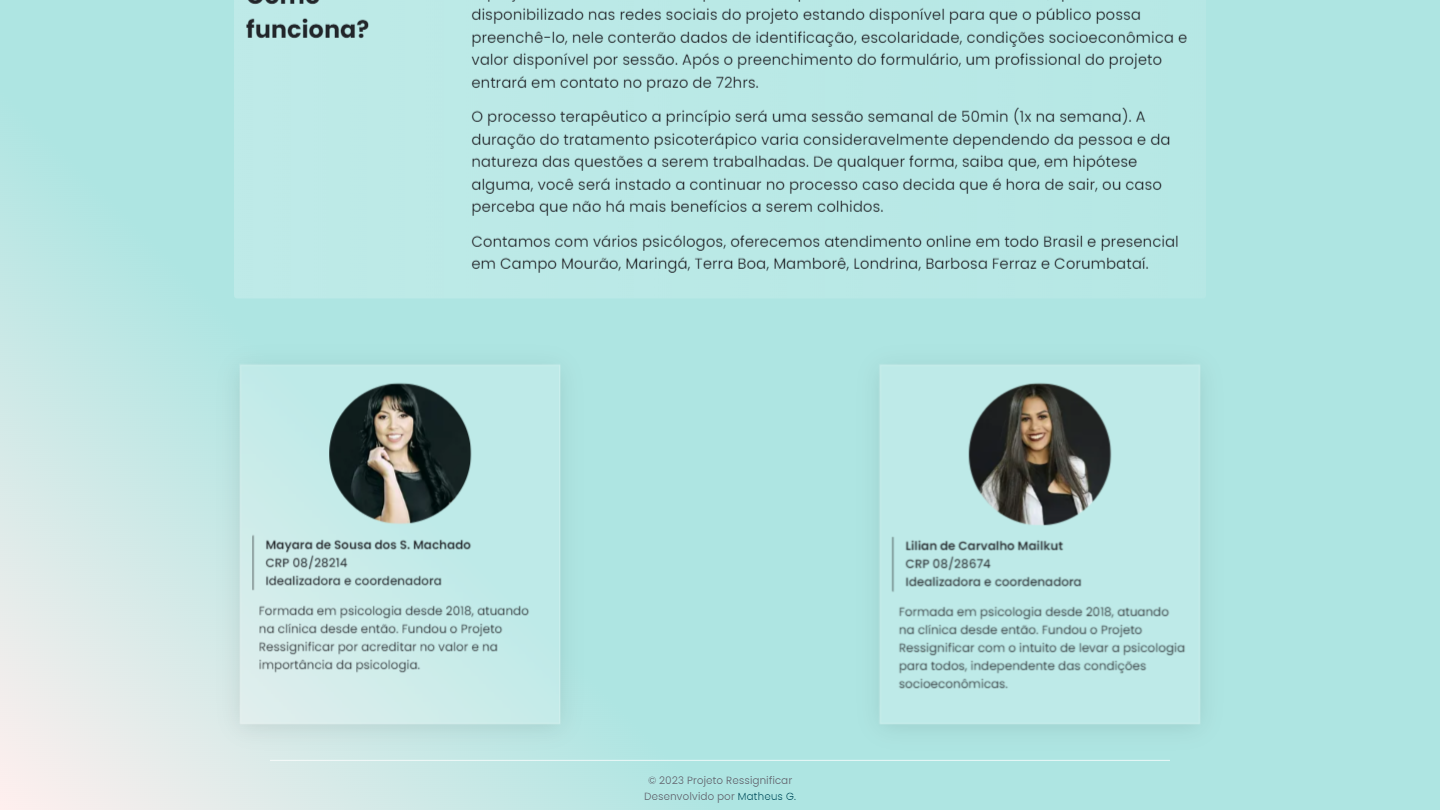 funciona?
disponibilizado nas redes sociais do projeto estando disponível para que o público possa
preenchê-lo, nele conterão dados de identificação, escolaridade, condições socioeconômica e
valor disponível por sessão. Após o preenchimento do formulário, um profissional do projeto
entrará em contato no prazo de 72hrs.
O processo terapêutico a princípio será uma sessão semanal de 50min (1x na semana). A
duração do tratamento psicoterápico varia consideravelmente dependendo da pessoa e da
natureza das questões a serem trabalhadas. De qualquer forma, saiba que, em hipótese
alguma, você será instado a continuar no processo caso decida que é hora de sair, ou caso
perceba que não há mais benefícios a serem colhidos.
Contamos com vários psicólogos, oferecemos atendimento online em todo Brasil e presencial
em Campo Mourão, Maringá, Terra Boa, Mamborê, Londrina, Barbosa Ferraz e Corumbataí.
Mayara de Sousa dos S. Machado
CRP 08/28214
Idealizadora e coordenadora
Formada em psicologia desde 2018, atuando
na clínica desde então. Fundou o Projeto
Ressignificar por acreditar no valor e na
importância da psicologia.
Lilian de Carvalho Mailkut
CRP 08/28674
Idealizadora e coordenadora
Formada em psicologia desde 2018, atuando
na clínica desde então. Fundou o Projeto
Ressignificar com o intuito de levar a psicologia
para todos, independente das condições
socioeconômicas.
© 2023 Projeto Ressignificar
Desenvolvido por Matheus G.